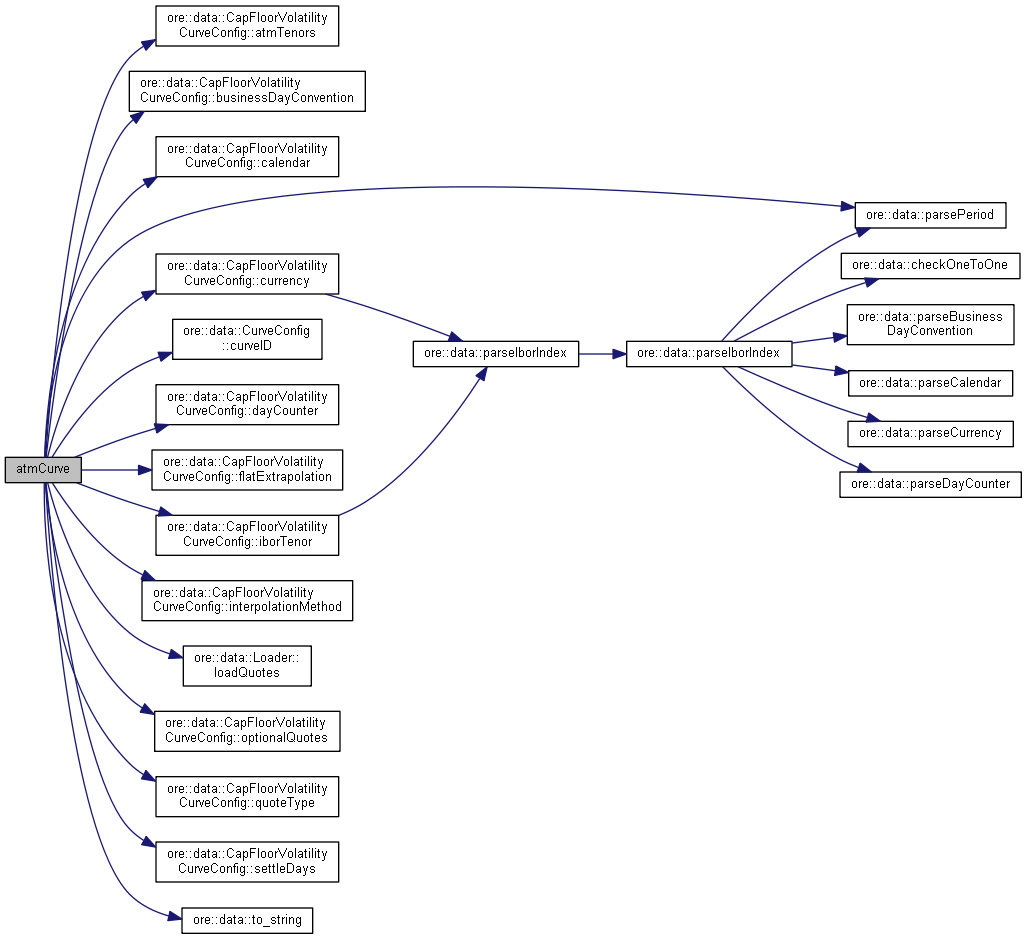 ore::data::CapFloorVolatility
CurveConfig::atmTenors
ore::data::CapFloorVolatility
CurveConfig::businessDayConvention
ore::data::CapFloorVolatility
CurveConfig::calendar
ore::data::CapFloorVolatility
CurveConfig::currency
ore::data::CurveConfig
::curveID
ore::data::CapFloorVolatility
CurveConfig::dayCounter
atmCurve
ore::data::CapFloorVolatility
CurveConfig::flatExtrapolation
ore::data::CapFloorVolatility
CurveConfig::iborTenor
ore::data::CapFloorVolatility
CurveConfig::interpolationMethod
ore::data::Loader::
loadQuotes
ore::data::CapFloorVolatility
CurveConfig::optionalQuotes
ore::data::CapFloorVolatility
CurveConfig::quoteType
ore::data::CapFloorVolatility
CurveConfig::settleDays
ore::data::to_string
ore::data::parseIborIndex
ore::data::parseIborIndex
ore::data::parsePeriod
ore::data::checkOneToOne
ore::data::parseBusiness
DayConvention
ore::data::parseCalendar
ore::data::parseCurrency
ore::data::parseDayCounter